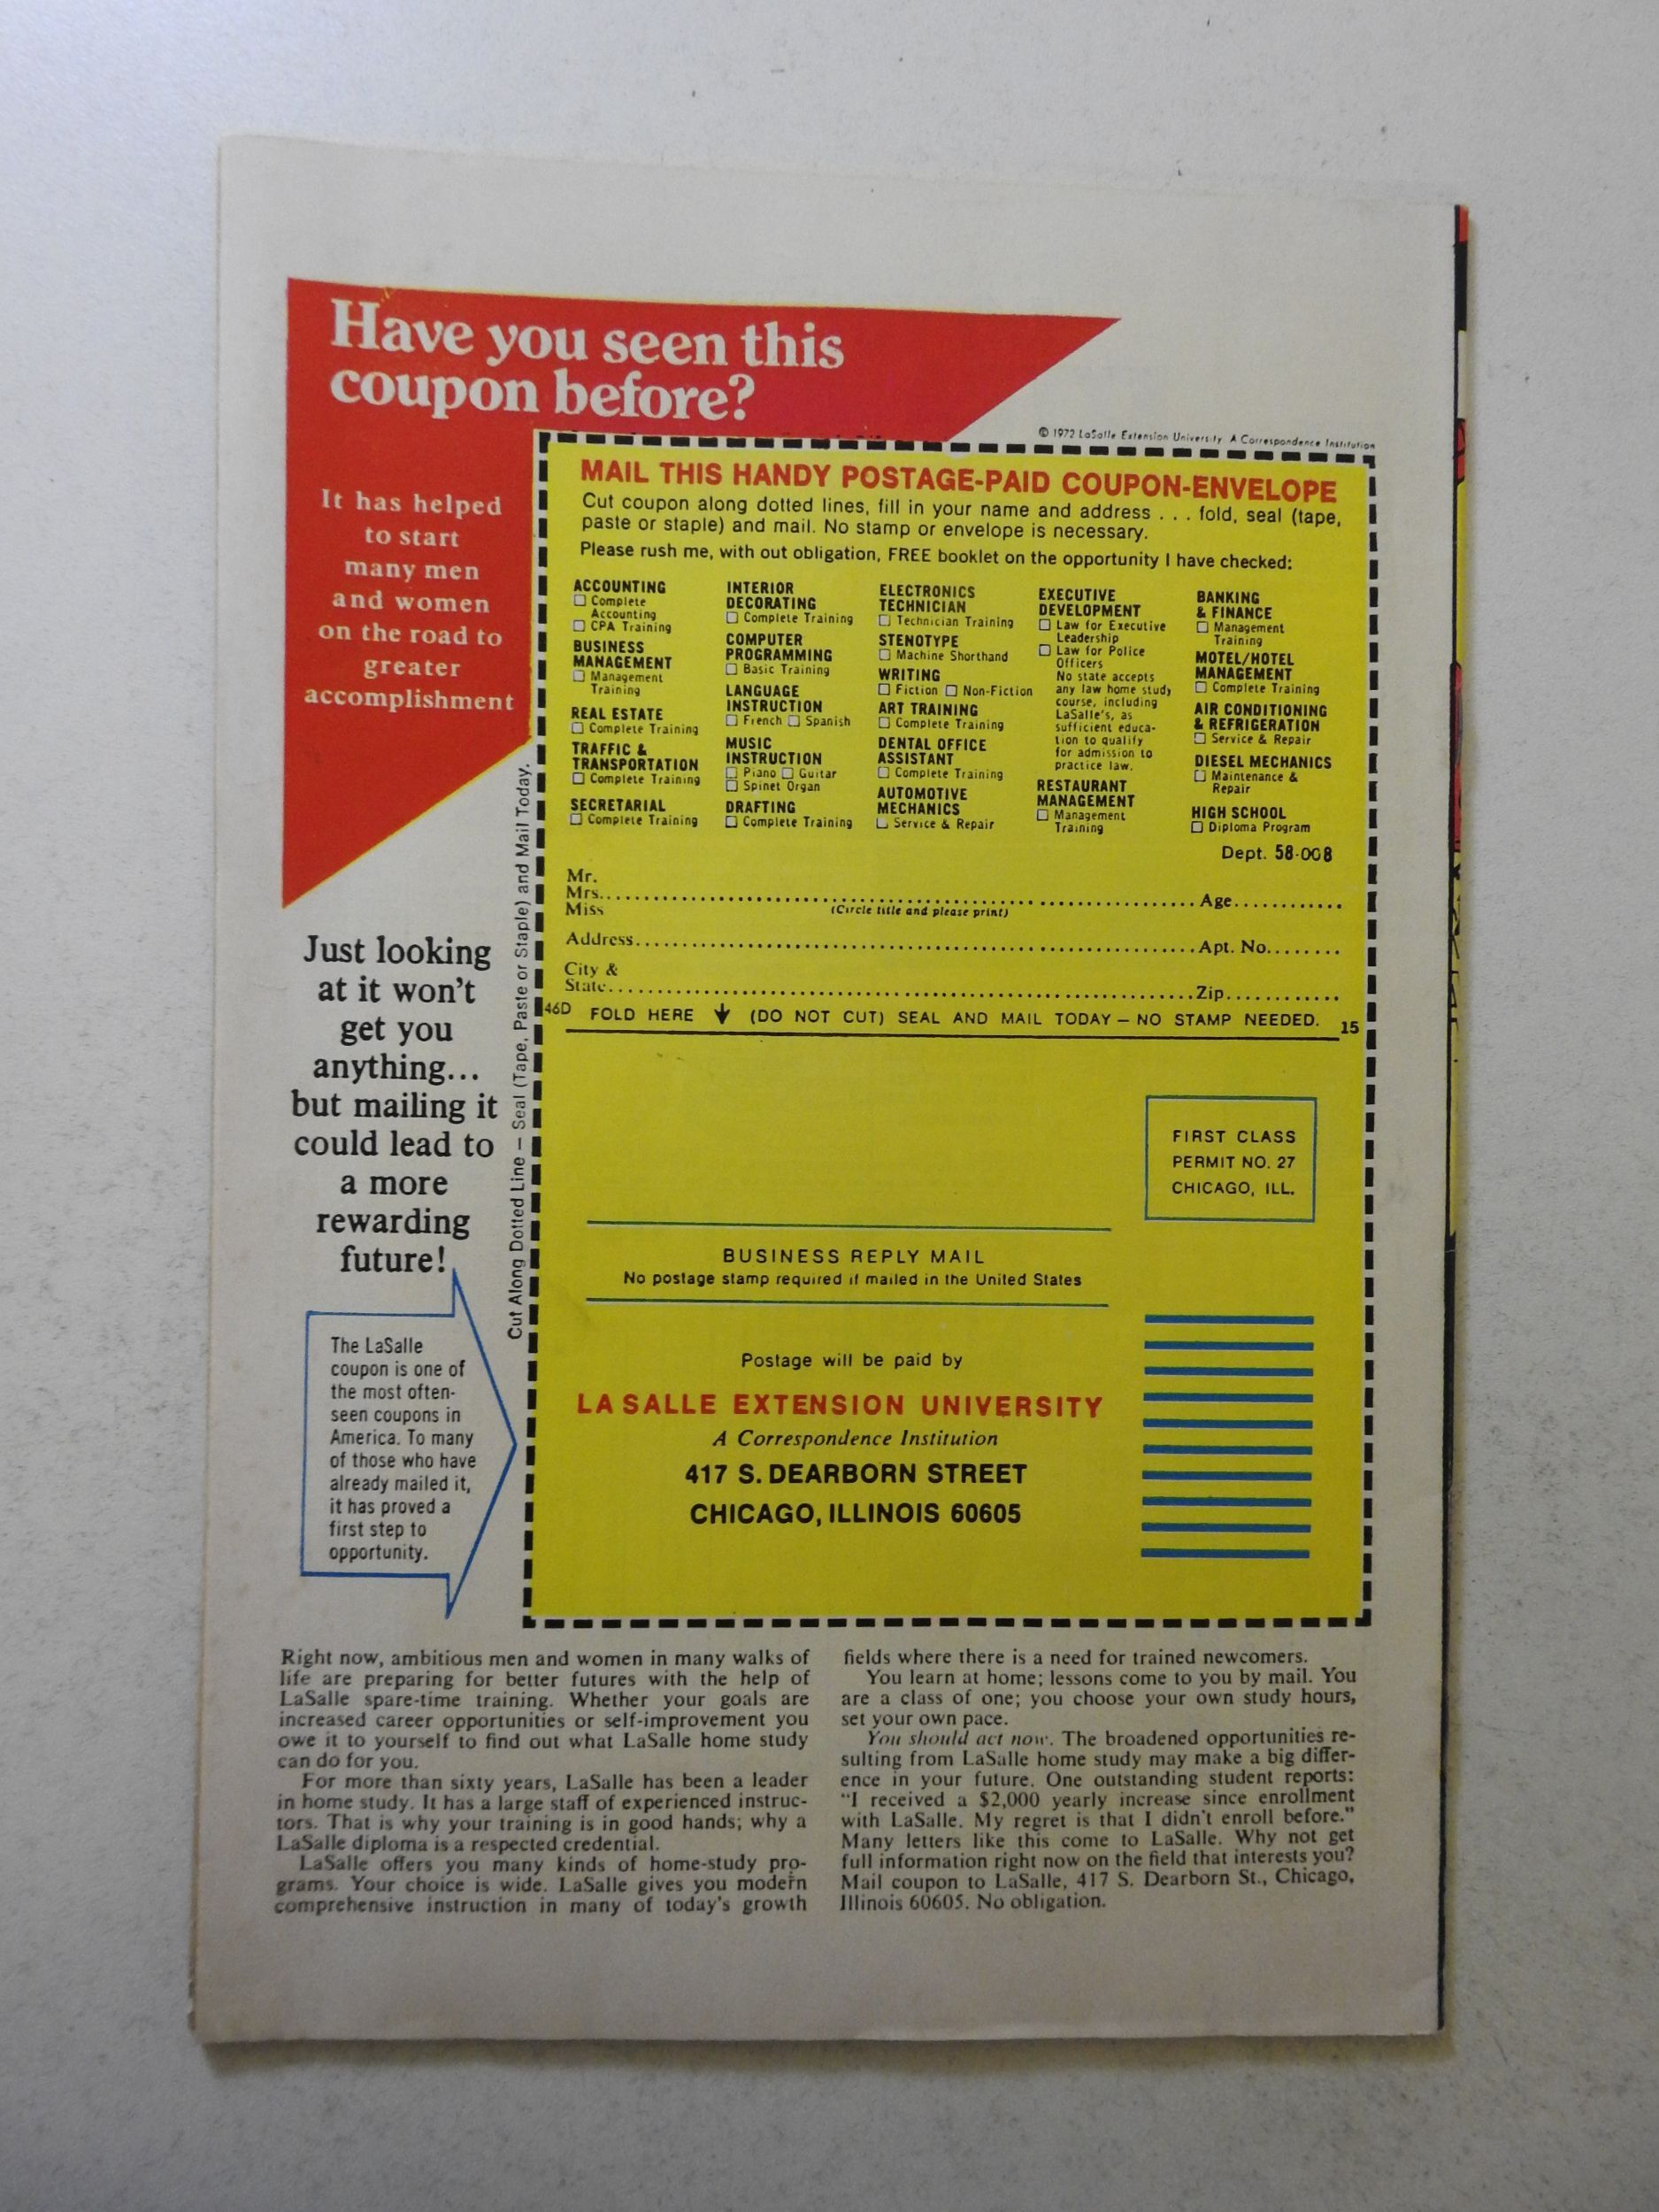 Have you seen this
coupon before?
It has helped
to start
many men
and women
on the road to
greater
accomplishment
© 1972 LaSalle Extension University A Correspondence Institution
MAIL THIS HANDY POSTAGE-PAID COUPON-ENVELOPE
Cut coupon along dotted lines, fill in your name and address . . . fold, seal (tape,
paste or staple) and mail. No stamp or envelope is necessary.
Please rush me, with out obligation, FREE booklet on the opportunity I have checked:
ACCOUNTING
☐ Complete
Accounting
☐ CPA Training
BUSINESS
MANAGEMENT
☐ Management
Training
REAL ESTATE
☐ Complete Training
TRAFFIC &
TRANSPORTATION
☐ Complete Training
SECRETARIAL
☐ Complete Training
INTERIOR
DECORATING
☐ Complete Training
COMPUTER
PROGRAMMING
☐ Basic Training
LANGUAGE
INSTRUCTION
☐ French ☐ Spanish
MUSIC
INSTRUCTION
☐ Piano ☐ Guitar
☐ Spinet Organ
DRAFTING
☐ Complete Training
ELECTRONICS
TECHNICIAN
☐ Technician Training
STENOTYPE
☐ Machine Shorthand
WRITING
☐ Fiction ☐ Non-Fiction
ART TRAINING
☐ Complete Training
DENTAL OFFICE
ASSISTANT
☐ Complete Training
AUTOMOTIVE
MECHANICS
☐ Service & Repair
EXECUTIVE
DEVELOPMENT
☐ Law for Executive
Leadership
☐ Law for Police
Officers
No state accepts
any law home study
course, including
LaSalle's, as
sufficient educa-
tion to qualify
for admission to
practice law.
RESTAURANT
MANAGEMENT
☐ Management
Training
BANKING
& FINANCE
☐ Management
Training
MOTEL/HOTEL
MANAGEMENT
☐ Complete Training
AIR CONDITIONING
& REFRIGERATION
☐ Service & Repair
DIESEL MECHANICS
☐ Maintenance &
Repair
HIGH SCHOOL
☐ Diploma Program
Dept. 58-008
Mr.
Mrs. Age
Miss (Circle title and please print)
Address Apt. No.
City &
State Zip
46D FOLD HERE ↓ (DO NOT CUT) SEAL AND MAIL TODAY — NO STAMP NEEDED. 15
Cut Along Dotted Line — Seal (Tape, Paste or Staple) and Mail Today.
Just looking
at it won't
get you
anything...
but mailing it
could lead to
a more
rewarding
future!
The LaSalle
coupon is one of
the most often-
seen coupons in
America. To many
of those who have
already mailed it,
it has proved a
first step to
opportunity.
FIRST CLASS
PERMIT NO. 27
CHICAGO, ILL.
BUSINESS REPLY MAIL
No postage stamp required if mailed in the United States
Postage will be paid by
LA SALLE EXTENSION UNIVERSITY
A Correspondence Institution
417 S. DEARBORN STREET
CHICAGO, ILLINOIS 60605
Right now, ambitious men and women in many walks of
life are preparing for better futures with the help of
LaSalle spare-time training. Whether your goals are
increased career opportunities or self-improvement you
owe it to yourself to find out what LaSalle home study
can do for you.
For more than sixty years, LaSalle has been a leader
in home study. It has a large staff of experienced instruc-
tors. That is why your training is in good hands; why a
LaSalle diploma is a respected credential.
LaSalle offers you many kinds of home-study pro-
grams. Your choice is wide. LaSalle gives you modern
comprehensive instruction in many of today's growth
fields where there is a need for trained newcomers.
You learn at home; lessons come to you by mail. You
are a class of one; you choose your own study hours,
set your own pace.
You should act now. The broadened opportunities re-
sulting from LaSalle home study may make a big differ-
ence in your future. One outstanding student reports:
"I received a $2,000 yearly increase since enrollment
with LaSalle. My regret is that I didn't enroll before."
Many letters like this come to LaSalle. Why not get
full information right now on the field that interests you?
Mail coupon to LaSalle, 417 S. Dearborn St., Chicago,
Illinois 60605. No obligation.